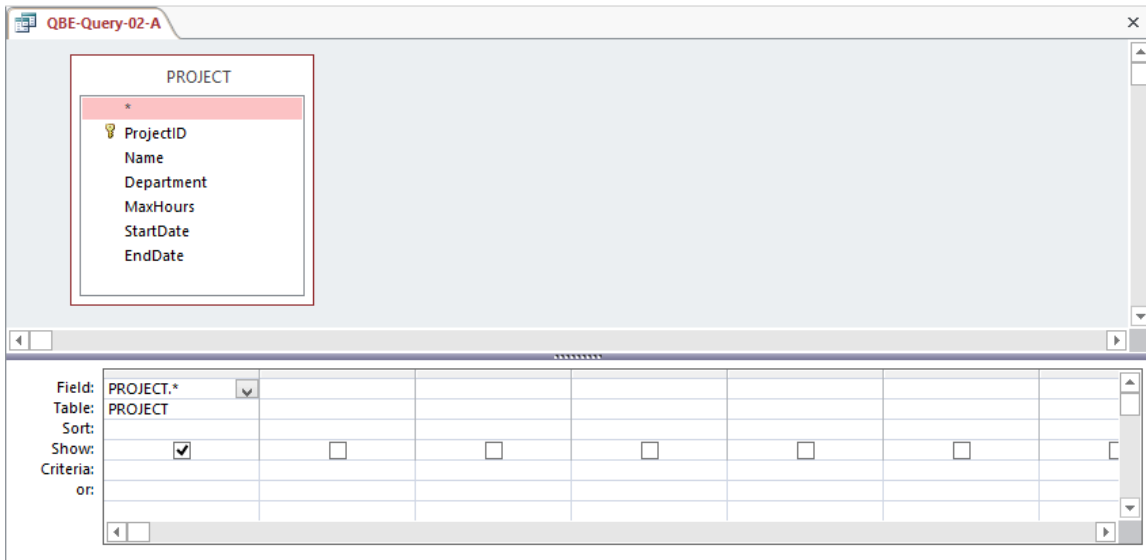 QBE-Query-02-A
PROJECT
*
ProjectID
Name
Department
MaxHours
StartDate
EndDate
Field: PROJECT.*
Table: PROJECT
Sort:
Show:
Criteria:
or: